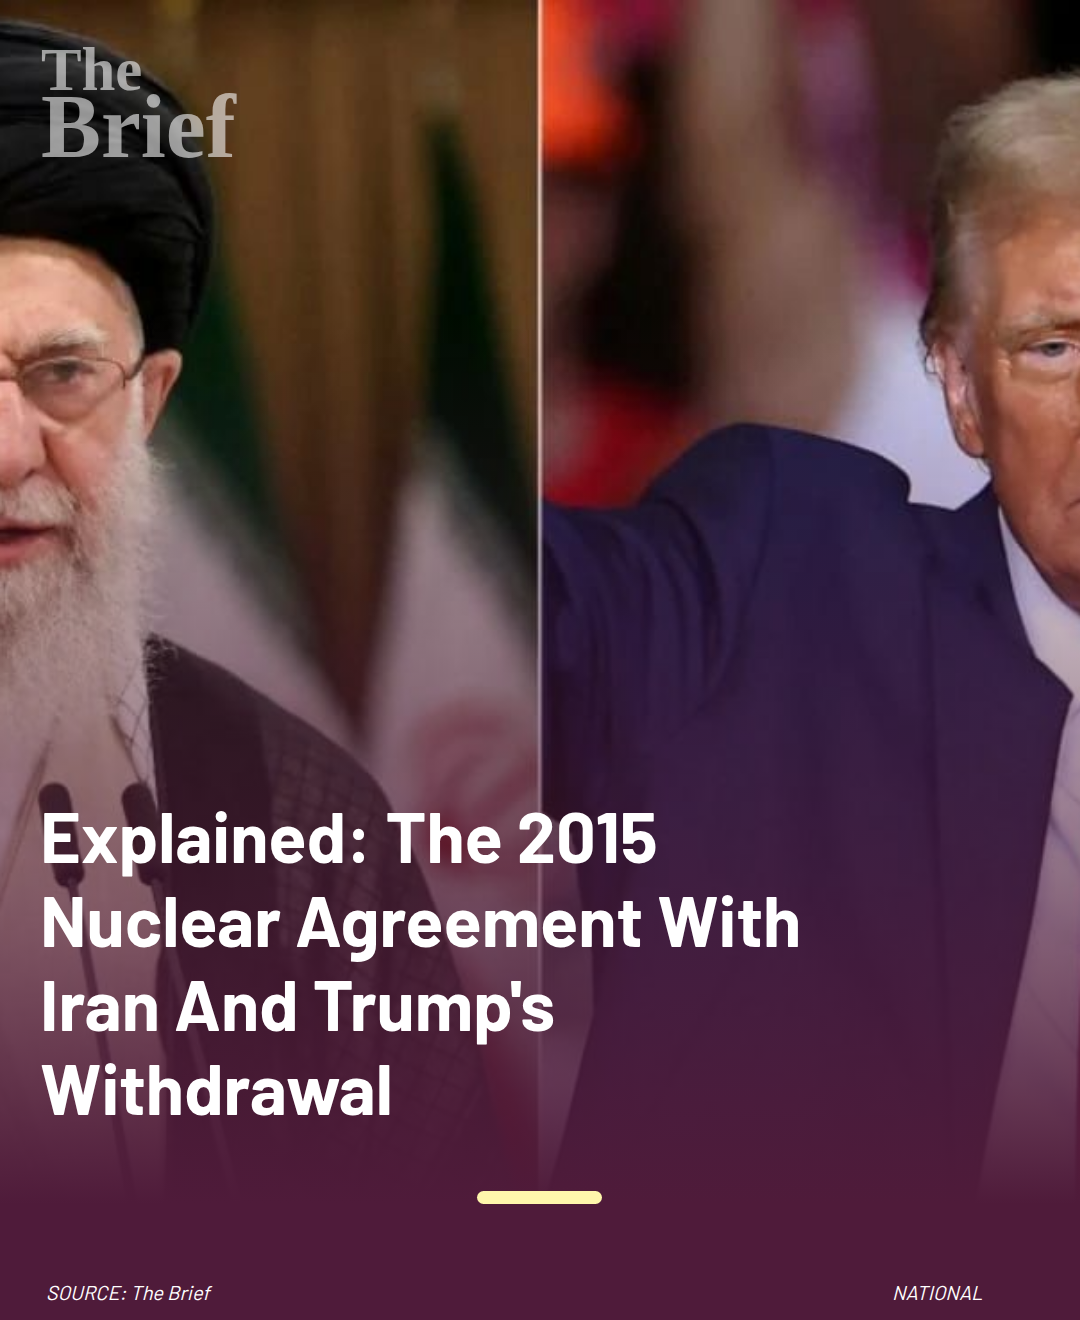 The
Brief
Explained: The 2015
Nuclear Agreement With
Iran And Trump's
Withdrawal
SOURCE: The Brief
NATIONAL